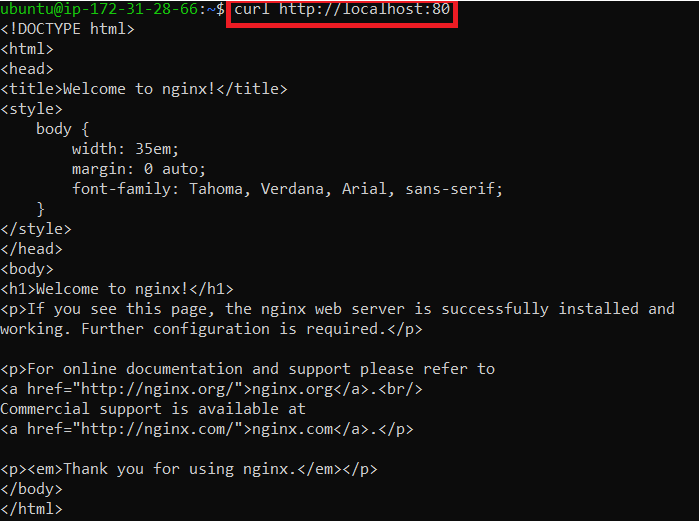 ubuntu@ip-172-31-28-66:~$ curl http://localhost:80
<!DOCTYPE html>
<html>
<head>
<title>Welcome to nginx!</title>
<style>
    body {
        width: 35em;
        margin: 0 auto;
        font-family: Tahoma, Verdana, Arial, sans-serif;
    }
</style>
</head>
<body>
<h1>Welcome to nginx!</h1>
<p>If you see this page, the nginx web server is successfully installed and
working. Further configuration is required.</p>

<p>For online documentation and support please refer to
<a href="http://nginx.org/">nginx.org</a>.<br/>
Commercial support is available at
<a href="http://nginx.com/">nginx.com</a>.</p>

<p><em>Thank you for using nginx.</em></p>
</body>
</html>